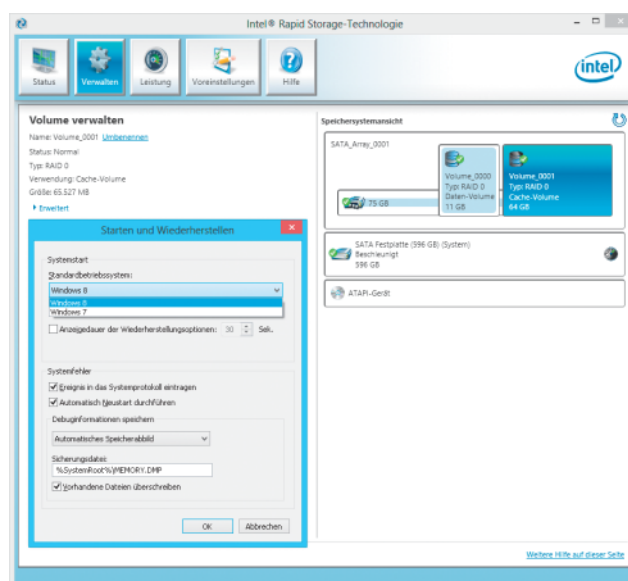 Intel® Rapid Storage-Technologie
Status
Verwalten
Leistung
Voreinstellungen
Hilfe
intel
Volume verwalten
Name: Volume_0001 Umbenennen
Status: Normal
Typ: RAID 0
Verwendung: Cache-Volume
Größe: 65.527 MB
Erweitert
Speichersystemansicht
SATA_Array_0001
75 GB
Volume_0000
Typ: RAID 0
Daten-Volume
11 GB
Volume_0001
Typ: RAID 0
Cache-Volume
64 GB
SATA Festplatte (596 GB) (System)
Beschleunigt
596 GB
ATAPI-Gerät
Starten und Wiederherstellen
Systemstart
Standardbetriebssystem:
Windows 8
Windows 8
Windows 7
Anzeigedauer der Wiederherstellungsoptionen: 30 Sek.
Systemfehler
Ereignis in das Systemprotokoll eintragen
Automatisch Neustart durchführen
Debuginformationen speichern
Automatisches Speicherabbild
Sicherungsdatei:
%SystemRoot%\MEMORY.DMP
Vorhandene Dateien überschreiben
OK
Abbrechen
Weitere Hilfe auf dieser Seite